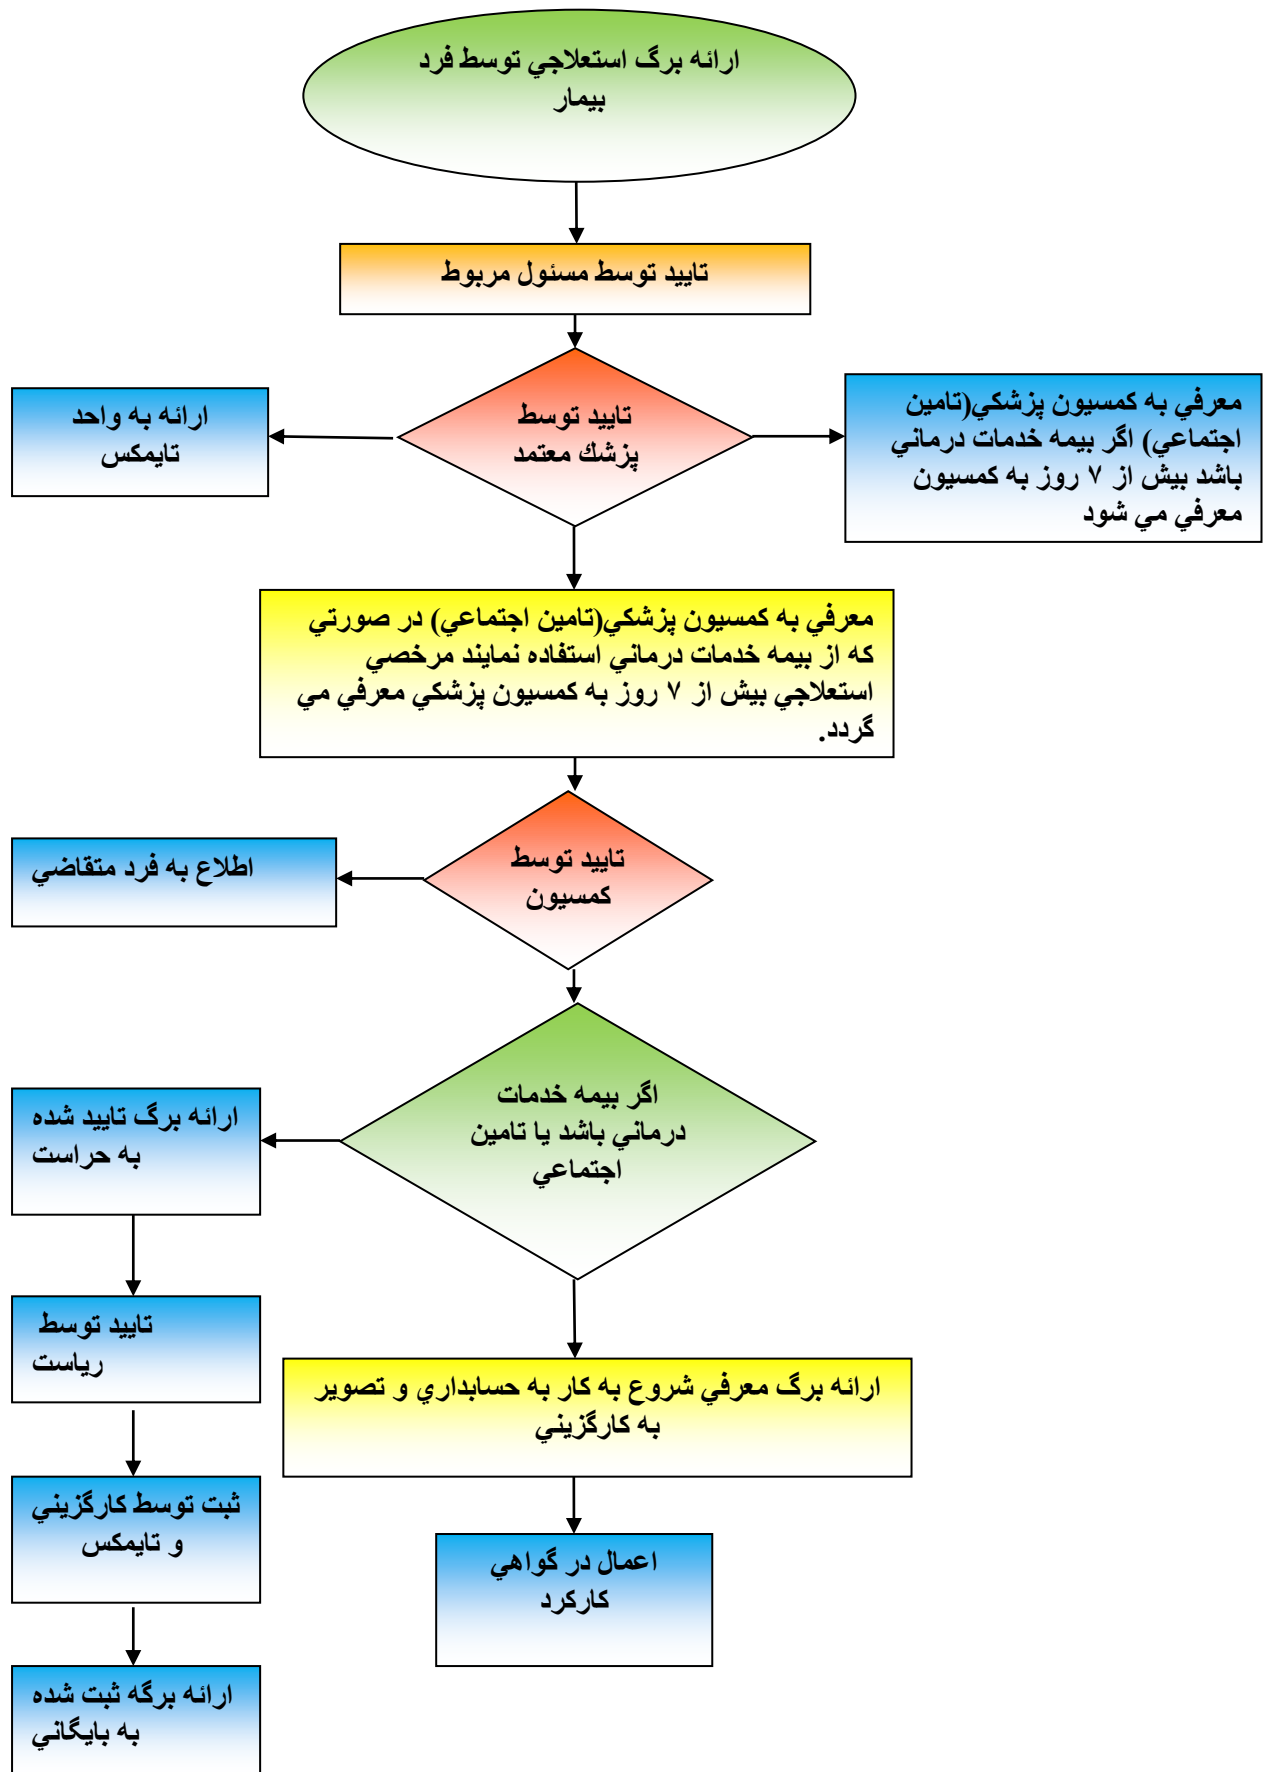 ارائه برگ استعلاجي توسط فرد
بيمار
تاييد توسط مسئول مربوط
تاييد توسط
پزشك معتمد
معرفي به كمسيون پزشكي(تامين
اجتماعي) اگر بيمه خدمات درماني
باشد بيش از ۷ روز به كمسيون
معرفي مي شود
ارائه به واحد
تايمكس
معرفي به كمسيون پزشكي(تامين اجتماعي) در صورتي
كه از بيمه خدمات درماني استفاده نمايند مرخصي
استعلاجي بيش از ۷ روز به كمسيون پزشكي معرفي مي
گردد.
تاييد توسط
كمسيون
اطلاع به فرد متقاضي
اگر بيمه خدمات
درماني باشد يا تامين
اجتماعي
ارائه برگ تاييد شده
به حراست
تاييد توسط
رياست
ارائه برگ معرفي شروع به كار به حسابداري و تصوير
به كارگزيني
ثبت توسط كارگزيني
و تايمكس
اعمال در گواهي
كاركرد
ارائه برگه ثبت شده
به بايگاني